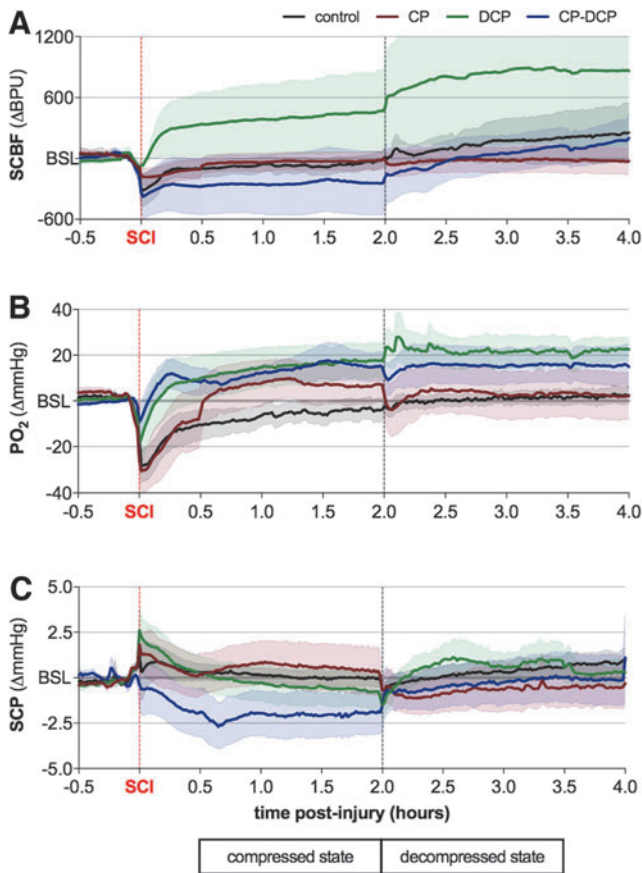 control CP DCP CP-DCP
A
SCBF (ΔBPU)
1200
600
BSL
-600
-0.5 SCI 0.5 1.0 1.5 2.0 2.5 3.0 3.5 4.0
B
PO2 (ΔmmHg)
40
20
BSL
-20
-40
-0.5 SCI 0.5 1.0 1.5 2.0 2.5 3.0 3.5 4.0
C
SCP (ΔmmHg)
5.0
2.5
BSL
-2.5
-5.0
-0.5 SCI 0.5 1.0 1.5 2.0 2.5 3.0 3.5 4.0
time post-injury (hours)
compressed state decompressed state